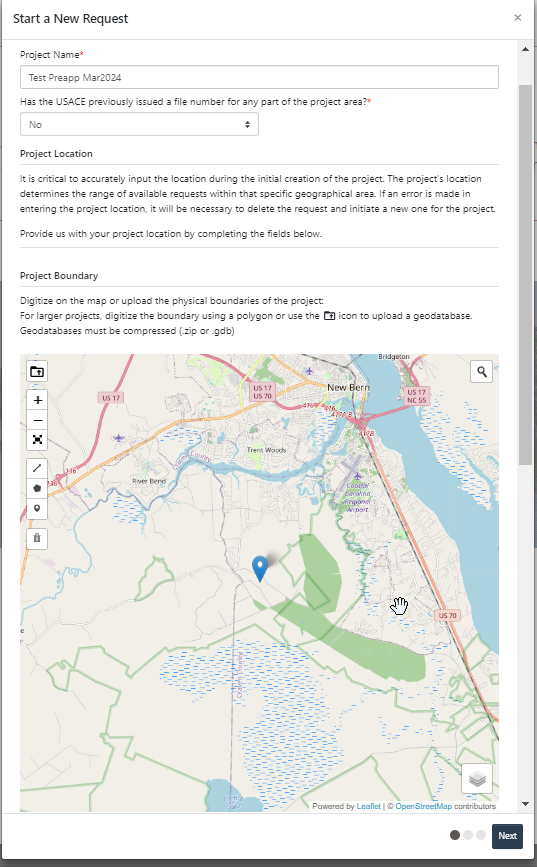 Start a New Request ×
Project Name*
Test Preapp Mar2024
Has the USACE previously issued a file number for any part of the project area?*
No
Project Location
It is critical to accurately input the location during the initial creation of the project. The project's location
determines the range of available requests within that specific geographical area. If an error is made in
entering the project location, it will be necessary to delete the request and initiate a new one for the project.
Provide us with your project location by completing the fields below.
Project Boundary
Digitize on the map or upload the physical boundaries of the project:
For larger projects, digitize the boundary using a polygon or use the icon to upload a geodatabase.
Geodatabases must be compressed (.zip or .gdb)
Bridgeton
US 17
US 70
New Bern
US 17
NC 55
US 17
416
416
417B
417B
Trent Woods
Craven County
River Bend
Coastal
Carolina
Regional
Airport
US 70
Craven County
+
−
Powered by Leaflet | © OpenStreetMap contributors
Next